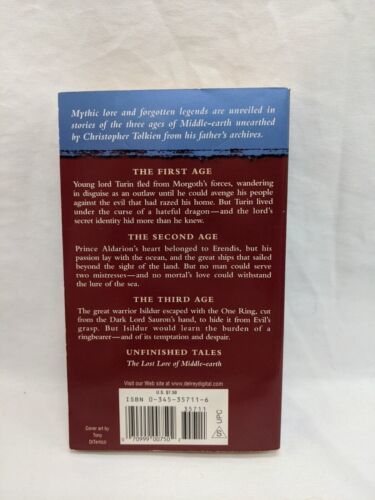 Mythic lore and forgotten legends are unveiled in
stories of the three ages of Middle-earth unearthed
by Christopher Tolkien from his father's archives.
THE FIRST AGE
Young lord Turin fled from Morgoth's forces, wandering
in disguise as an outlaw until he could avenge his people
against the evil that had razed his home. But Turin lived
under the curse of a hateful dragon—and the lord's
secret identity hid more than he knew.
THE SECOND AGE
Prince Aldarion's heart belonged to Erendis, but his
passion lay with the ocean, and the great ships that sailed
beyond the sight of the land. But no man could serve
two mistresses—and no mortal's love could withstand
the lure of the sea.
THE THIRD AGE
The great warrior Isildur escaped with the One Ring, cut
from the Dark Lord Sauron's hand, to hide it from Evil's
grasp. But Isildur would learn the burden of a
ringbearer—and of its temptation and despair.
UNFINISHED TALES
The Lost Lore of Middle-earth
Visit our Web site at www.delreydigital.com
U.S. $7.99
ISBN 0-345-35711-6
35711
UPC
S
7 0999 00750
Cover art by
Tony
DiTerlizzi